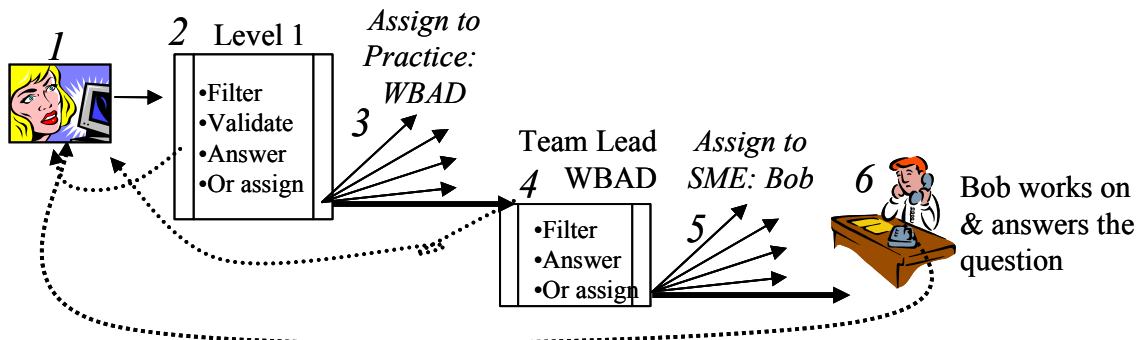 1
2
Level 1
•Filter
•Validate
•Answer
•Or assign
3
Assign to
Practice:
WBAD
Team Lead
WBAD
4
•Filter
•Answer
•Or assign
Assign to
SME: Bob
5
6
Bob works on
& answers the
question